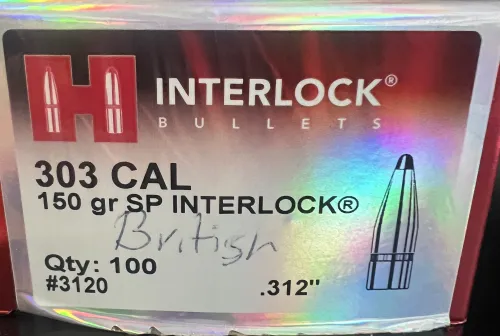 H INTERLOCK®
BULLETS
303 CAL
150 gr SP INTERLOCK®
British
Qty: 100
#3120 .312"